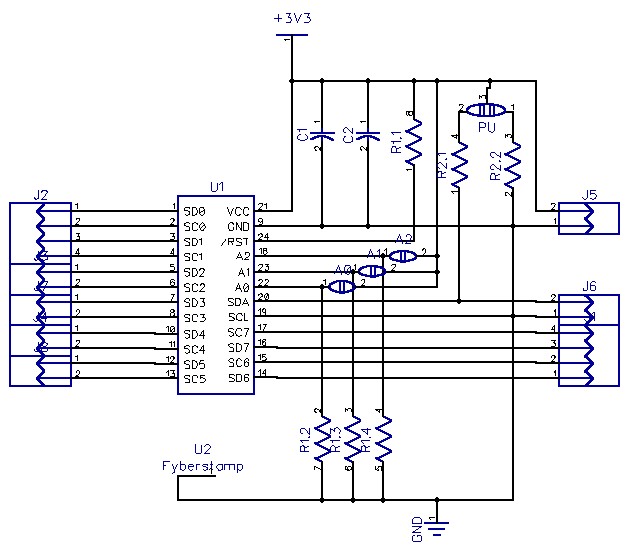 +3V3
1
3
2
1
PU
C1
1
2
C2
1
2
R1.1
8
1
R2.1
4
1
R2.2
3
2
U1
J2
1 SD0
2 SC0
3 SD1
4 SC1
5 SD2
6 SC2
7 SD3
8 SC3
10 SD4
11 SC4
12 SD5
13 SC5
VCC 21
GND 9
/RST 24
A2 18
A1 23
A0 22
SDA 20
SCL 19
SC7 17
SD7 16
SC6 15
SD6 14
1
2
3
4
1
2
1
2
1
2
1
2
A2
1 2
A1
1 2
A0
1 2
J5
2
1
J6
2
1
4
3
2
1
R1.2
2
7
R1.3
3
6
R1.4
4
5
U2
Fyberstamp
1
GND
1